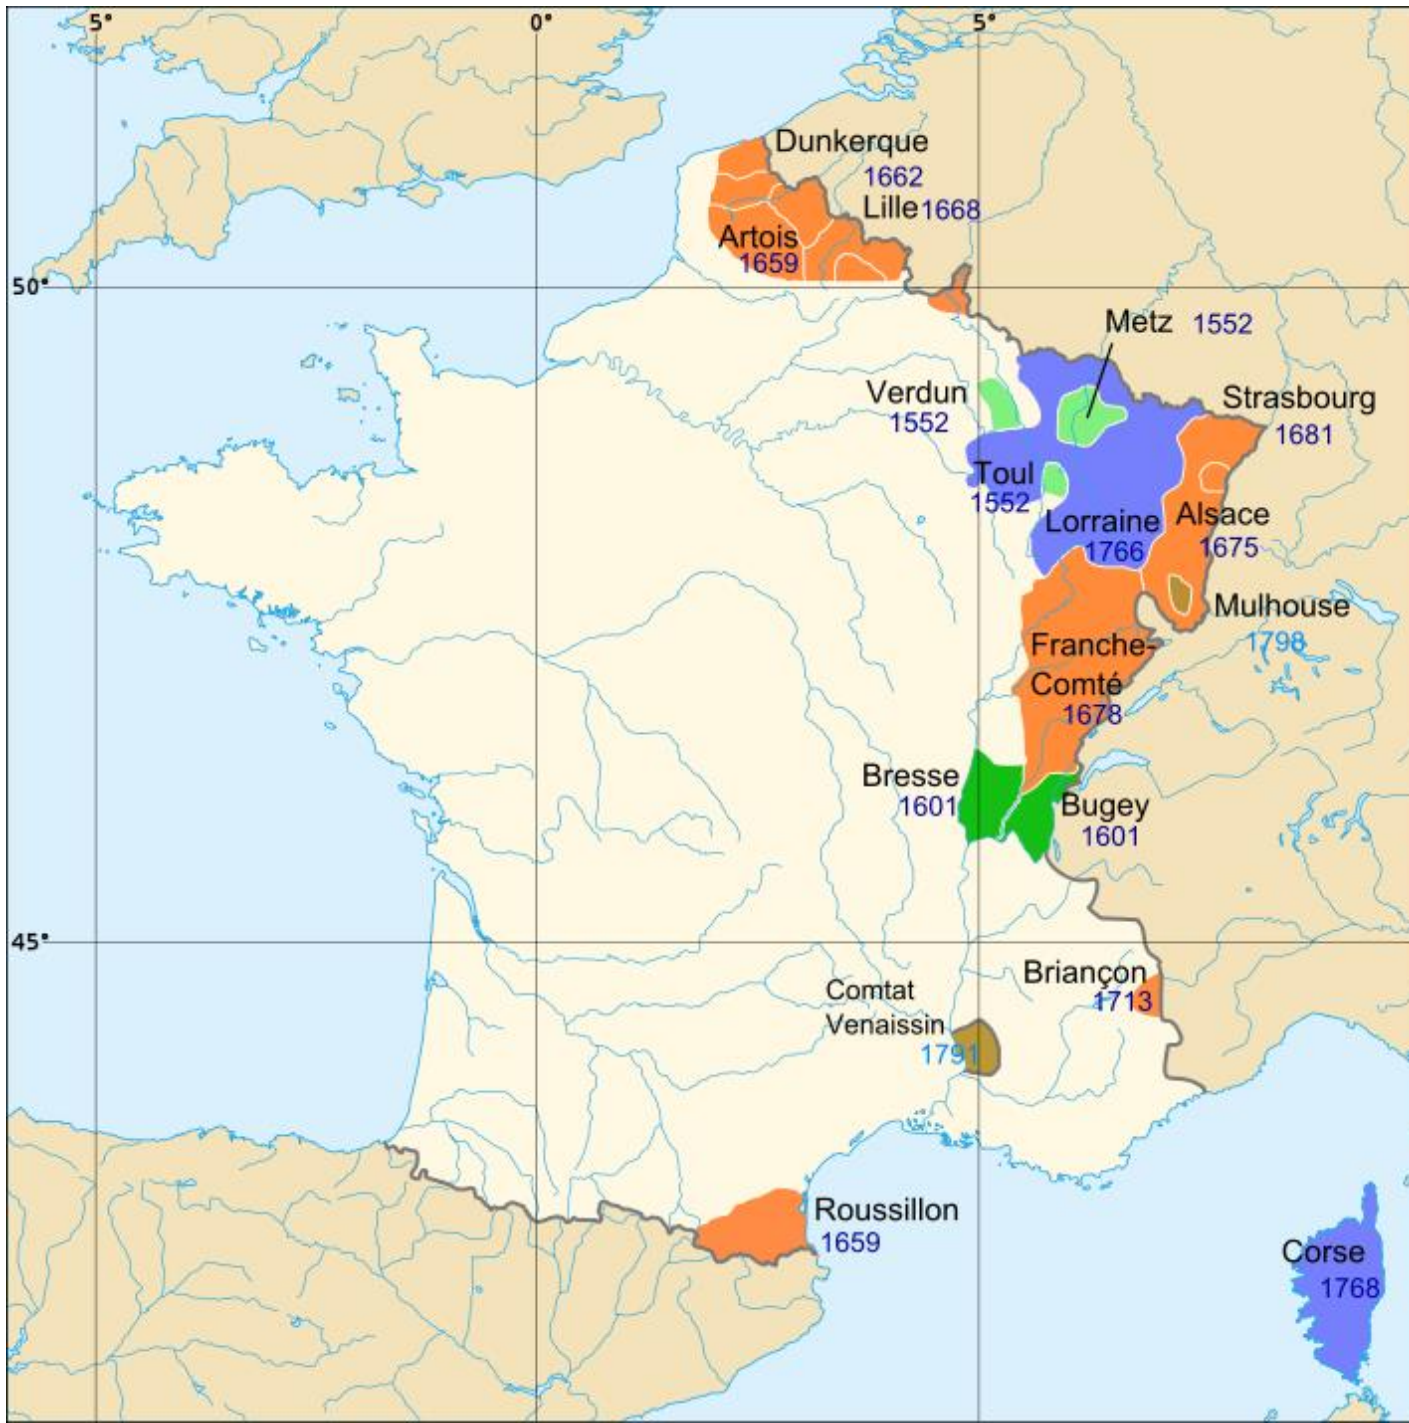 5°
0°
5°
Dunkerque
1662
Lille 1668
Artois
1659
50°
Metz 1552
Verdun
1552
Strasbourg
1681
Toul
1552
Lorraine
1766
Alsace
1675
Mulhouse
1798
Franche-
Comté
1678
Bresse
1601
Bugey
1601
45°
Briançon
1713
Comtat
Venaissin
1791
Roussillon
1659
Corse
1768